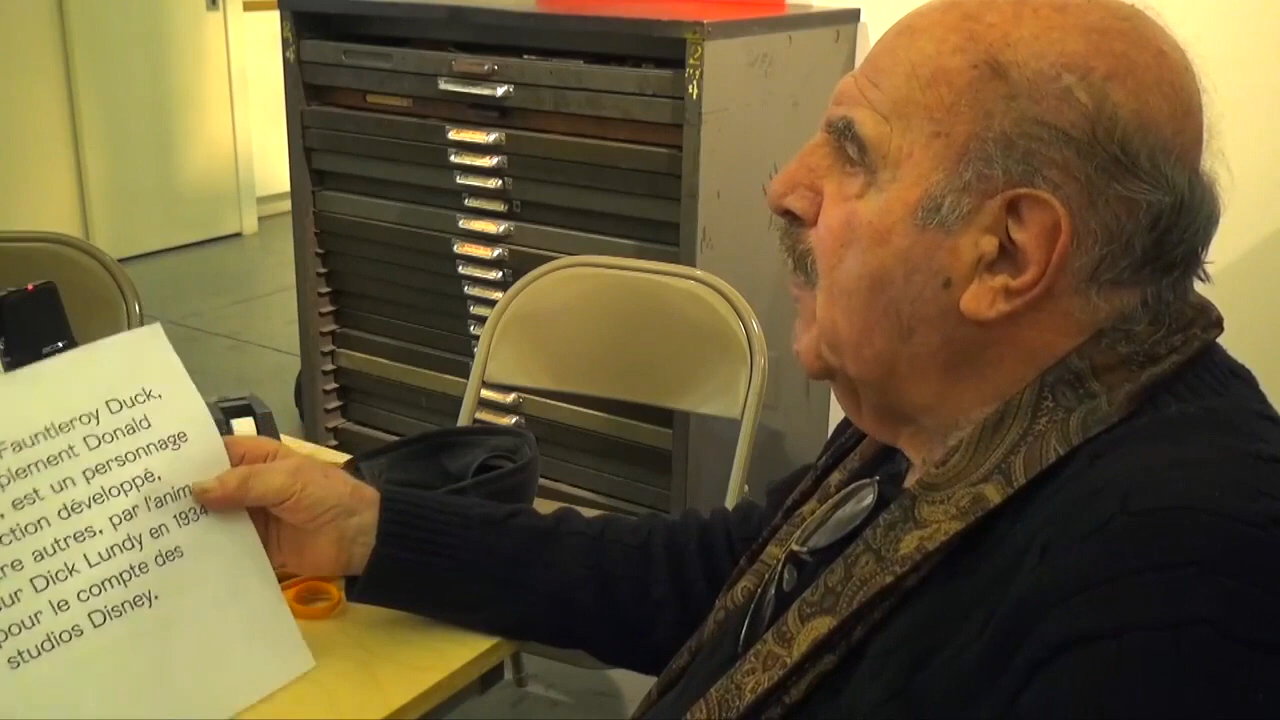 Fauntleroy Duck,
plement Donald
, est un personnage
ction développé,
re autres, par l'anim
ur Dick Lundy en 1934
pour le compte des
studios Disney.